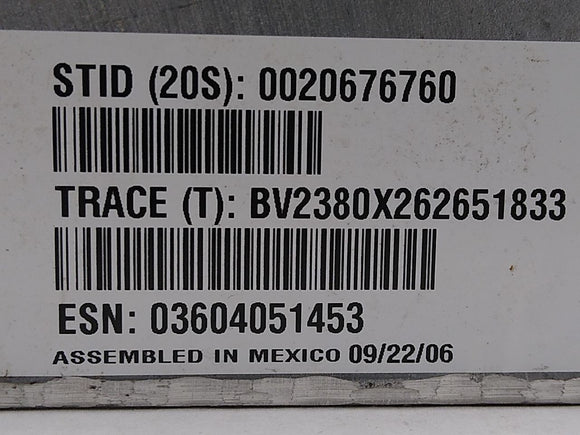 STID (20S): 0020676760
TRACE (T): BV2380X262651833
ESN: 03604051453
ASSEMBLED IN MEXICO 09/22/06